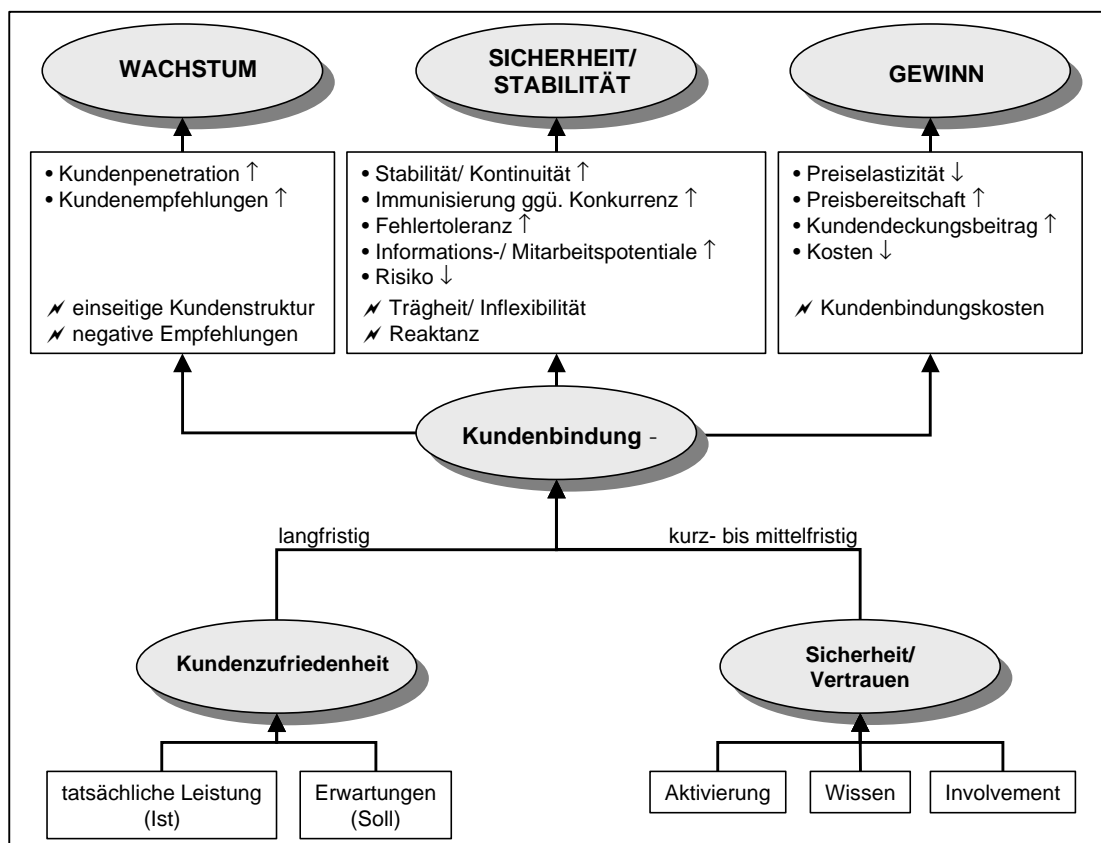 WACHSTUM
SICHERHEIT/
STABILITÄT
GEWINN
• Kundenpenetration ↑
• Kundenempfehlungen ↑
einseitige Kundenstruktur
negative Empfehlungen
• Stabilität/ Kontinuität ↑
• Immunisierung ggü. Konkurrenz ↑
• Fehlertoleranz ↑
• Informations-/ Mitarbeitspotentiale ↑
• Risiko ↓
Trägheit/ Inflexibilität
Reaktanz
• Preiselastizität ↓
• Preisbereitschaft ↑
• Kundendeckungsbeitrag ↑
• Kosten ↓
Kundenbindungskosten
Kundenbindung -
langfristig
kurz- bis mittelfristig
Kundenzufriedenheit
Sicherheit/
Vertrauen
tatsächliche Leistung
(Ist)
Erwartungen
(Soll)
Aktivierung
Wissen
Involvement